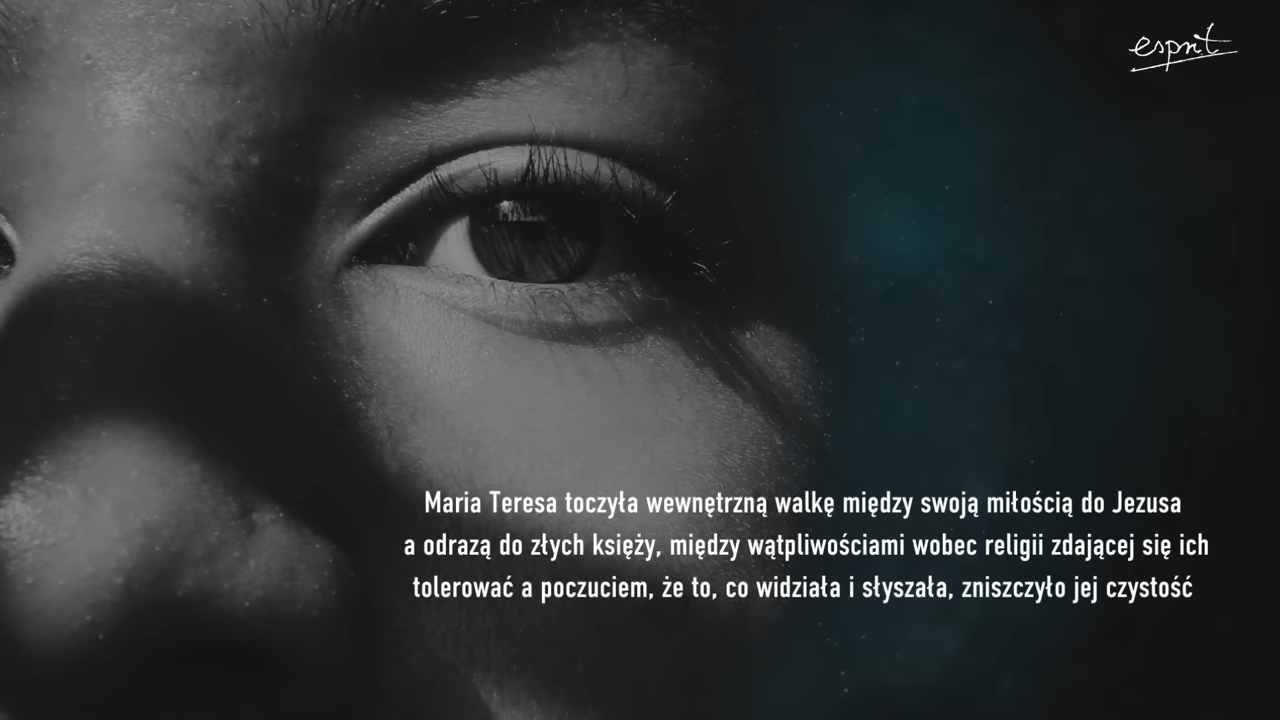 esprit
Maria Teresa toczyła wewnętrzną walkę między swoją miłością do Jezusa
a odrazą do złych księży, między wątpliwościami wobec religii zdającej się ich
tolerować a poczuciem, że to, co widziała i słyszała, zniszczyło jej czystość